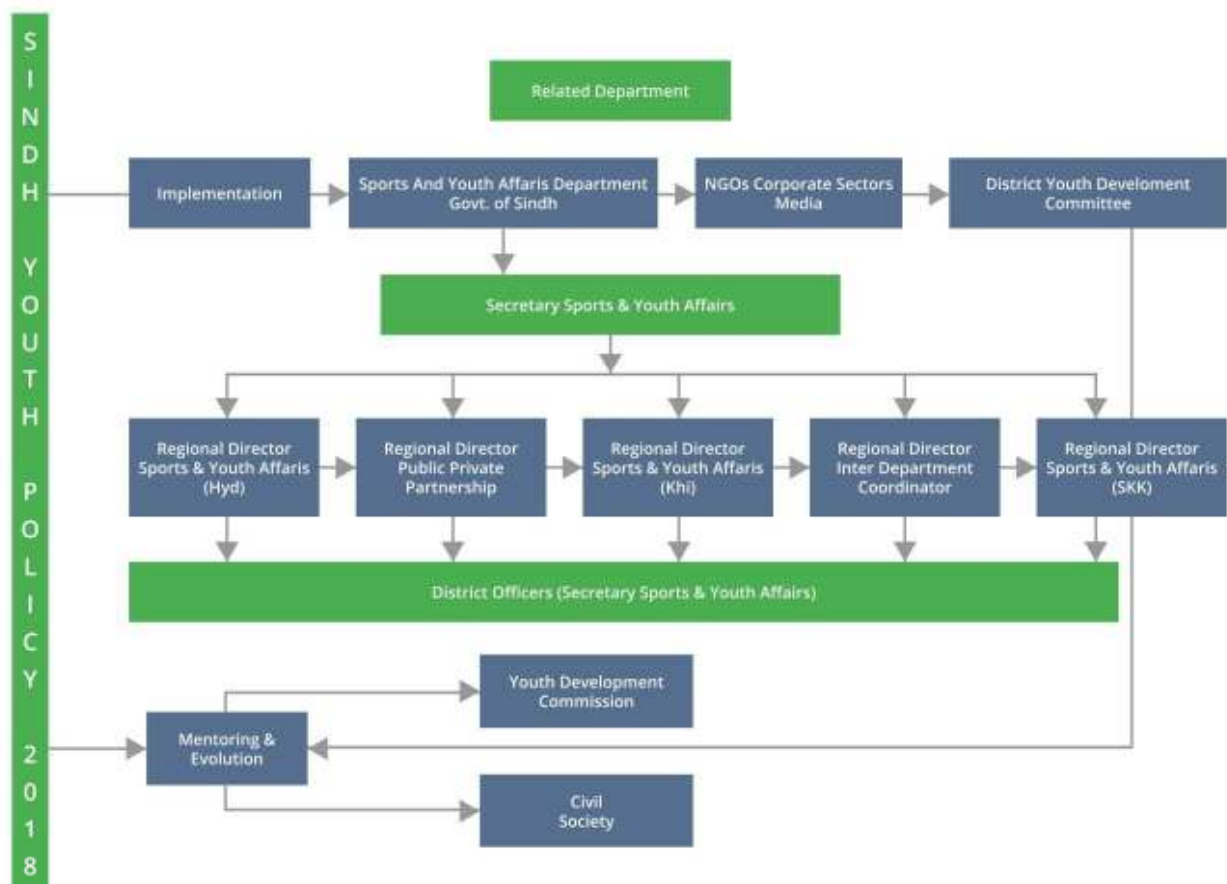 SINDH YOUTH POLICY 2018
Related Department
Implementation
Sports And Youth Affaris Department
Govt. of Sindh
NGOs Corporate Sectors
Media
District Youth Develoment
Committee
Secretary Sports & Youth Affairs
Regional Director
Sports & Youth Affaris
(Hyd)
Regional Director
Public Private
Partnership
Regional Director
Sports & Youth Affaris
(Khi)
Regional Director
Inter Department
Coordinator
Regional Director
Sports & Youth Affaris
(SKK)
District Officers (Secretary Sports & Youth Affairs)
Youth Development
Commission
Mentoring &
Evolution
Civil
Society